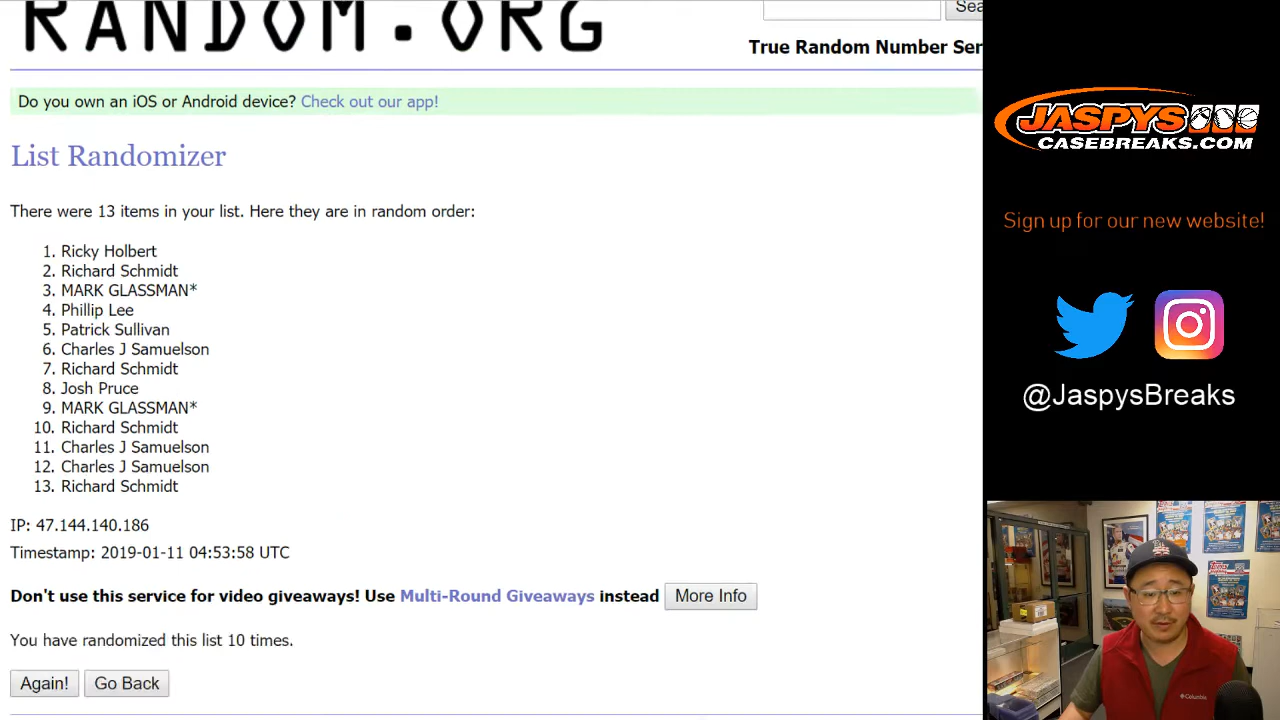 RANDOM.ORG
Sea
True Random Number Ser
Do you own an iOS or Android device? Check out our app!
List Randomizer
There were 13 items in your list. Here they are in random order:
1. Ricky Holbert
2. Richard Schmidt
3. MARK GLASSMAN*
4. Phillip Lee
5. Patrick Sullivan
6. Charles J Samuelson
7. Richard Schmidt
8. Josh Pruce
9. MARK GLASSMAN*
10. Richard Schmidt
11. Charles J Samuelson
12. Charles J Samuelson
13. Richard Schmidt
IP: 47.144.140.186
Timestamp: 2019-01-11 04:53:58 UTC
Don't use this service for video giveaways! Use Multi-Round Giveaways instead More Info
You have randomized this list 10 times.
Again! Go Back
JASPYS
CASEBREAKS.COM
Sign up for our new website!
@JaspysBreaks
Columbia